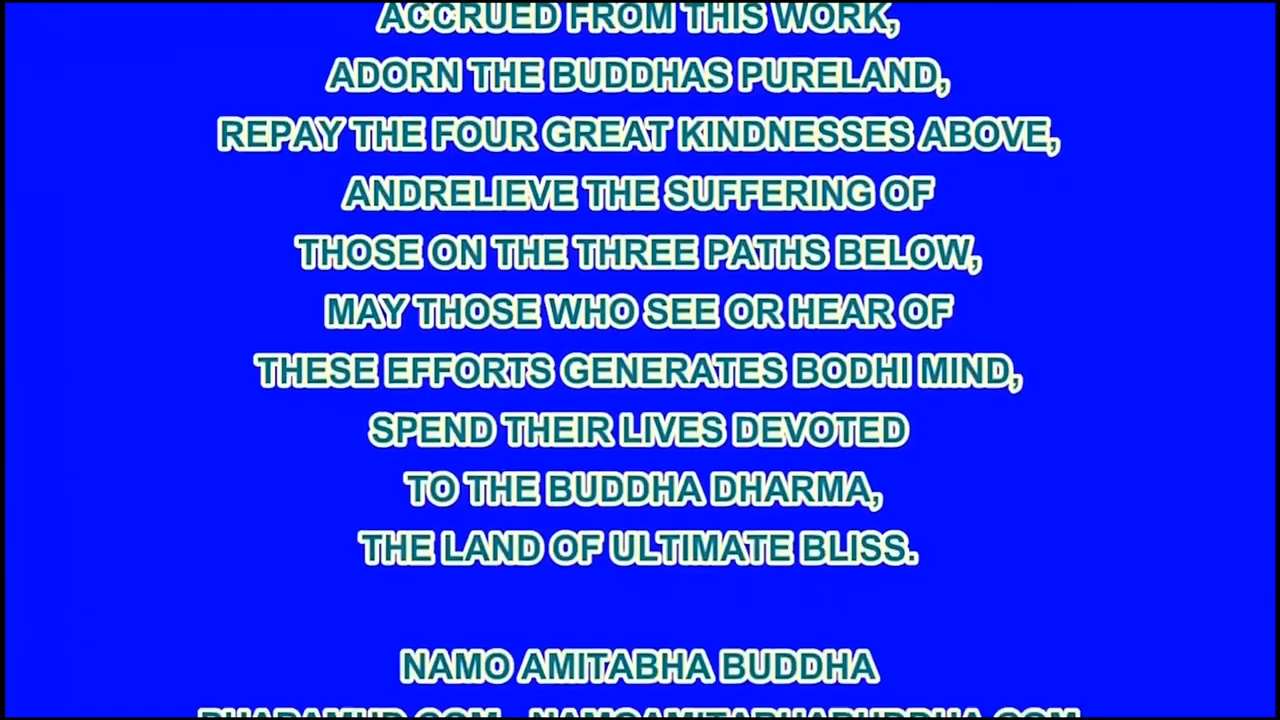 ACCRUED FROM THIS WORK,
ADORN THE BUDDHAS PURELAND,
REPAY THE FOUR GREAT KINDNESSES ABOVE,
ANDRELIEVE THE SUFFERING OF
THOSE ON THE THREE PATHS BELOW,
MAY THOSE WHO SEE OR HEAR OF
THESE EFFORTS GENERATES BODHI MIND,
SPEND THEIR LIVES DEVOTED
TO THE BUDDHA DHARMA,
THE LAND OF ULTIMATE BLISS.
NAMO AMITABHA BUDDHA